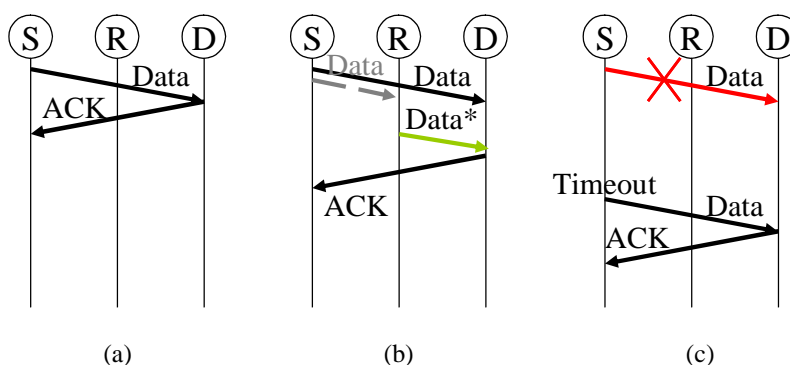 S R D
Data
ACK
(a)
S R D
Data
Data
Data*
ACK
(b)
S R D
Data
Timeout
Data
ACK
(c)